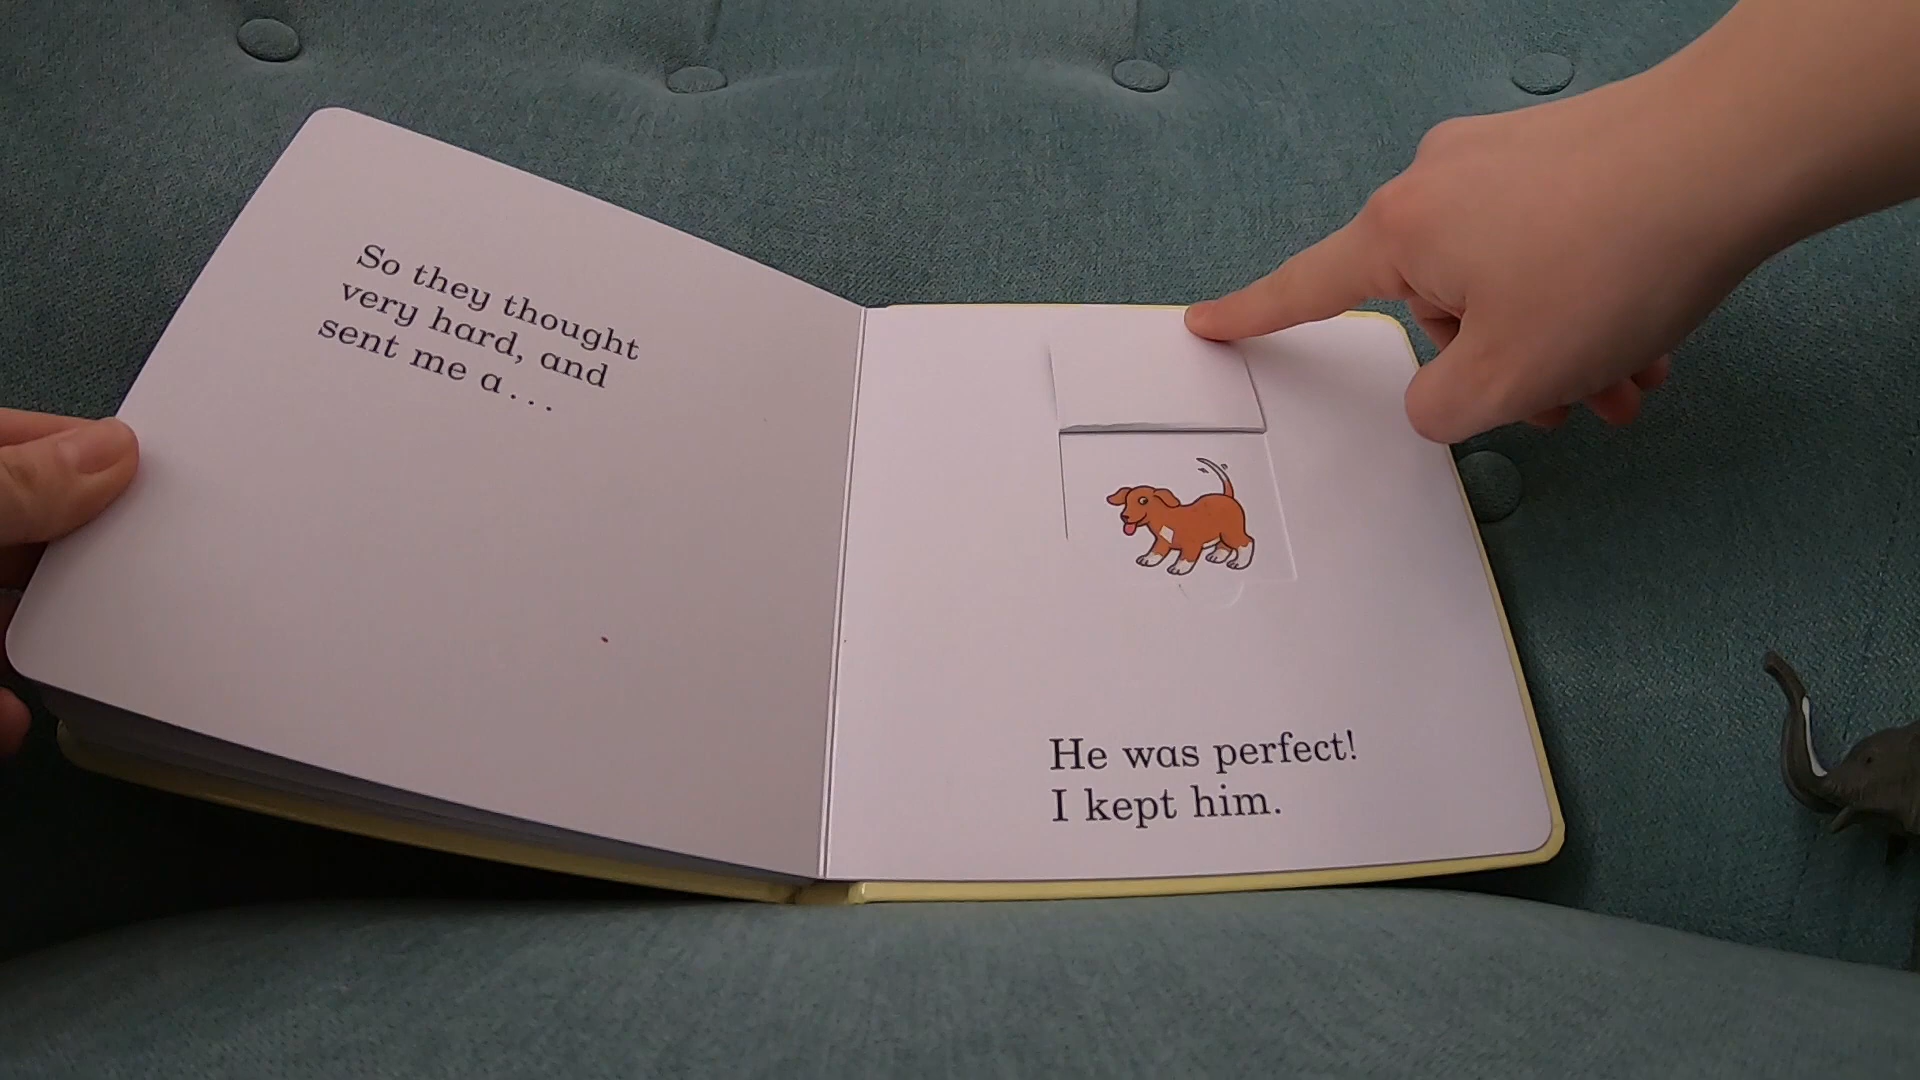 So they thought
very hard, and
sent me a...
He was perfect!
I kept him.